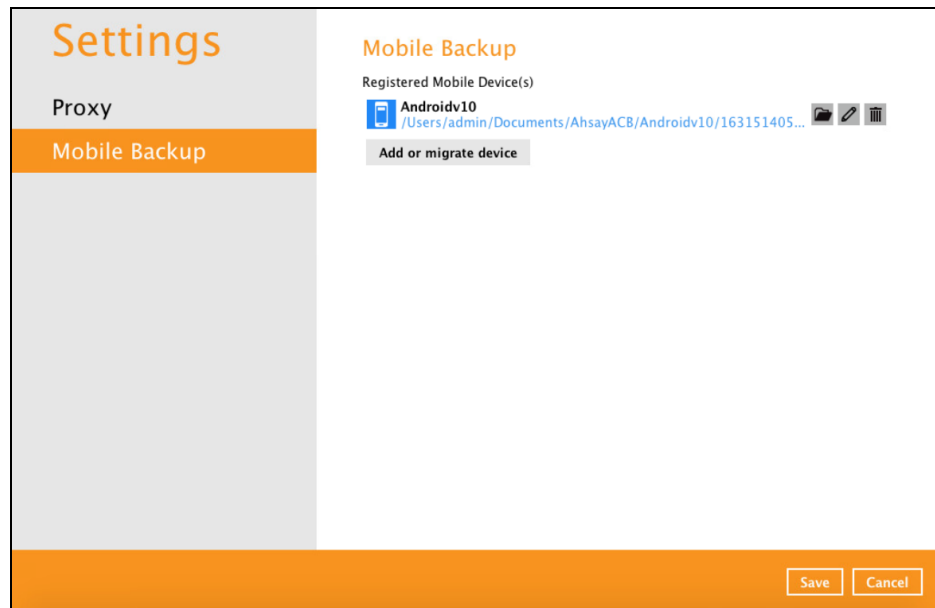 Settings
Proxy
Mobile Backup
Mobile Backup
Registered Mobile Device(s)
Androidv10
/Users/admin/Documents/AhsayACB/Androidv10/163151405...
Add or migrate device
Save
Cancel